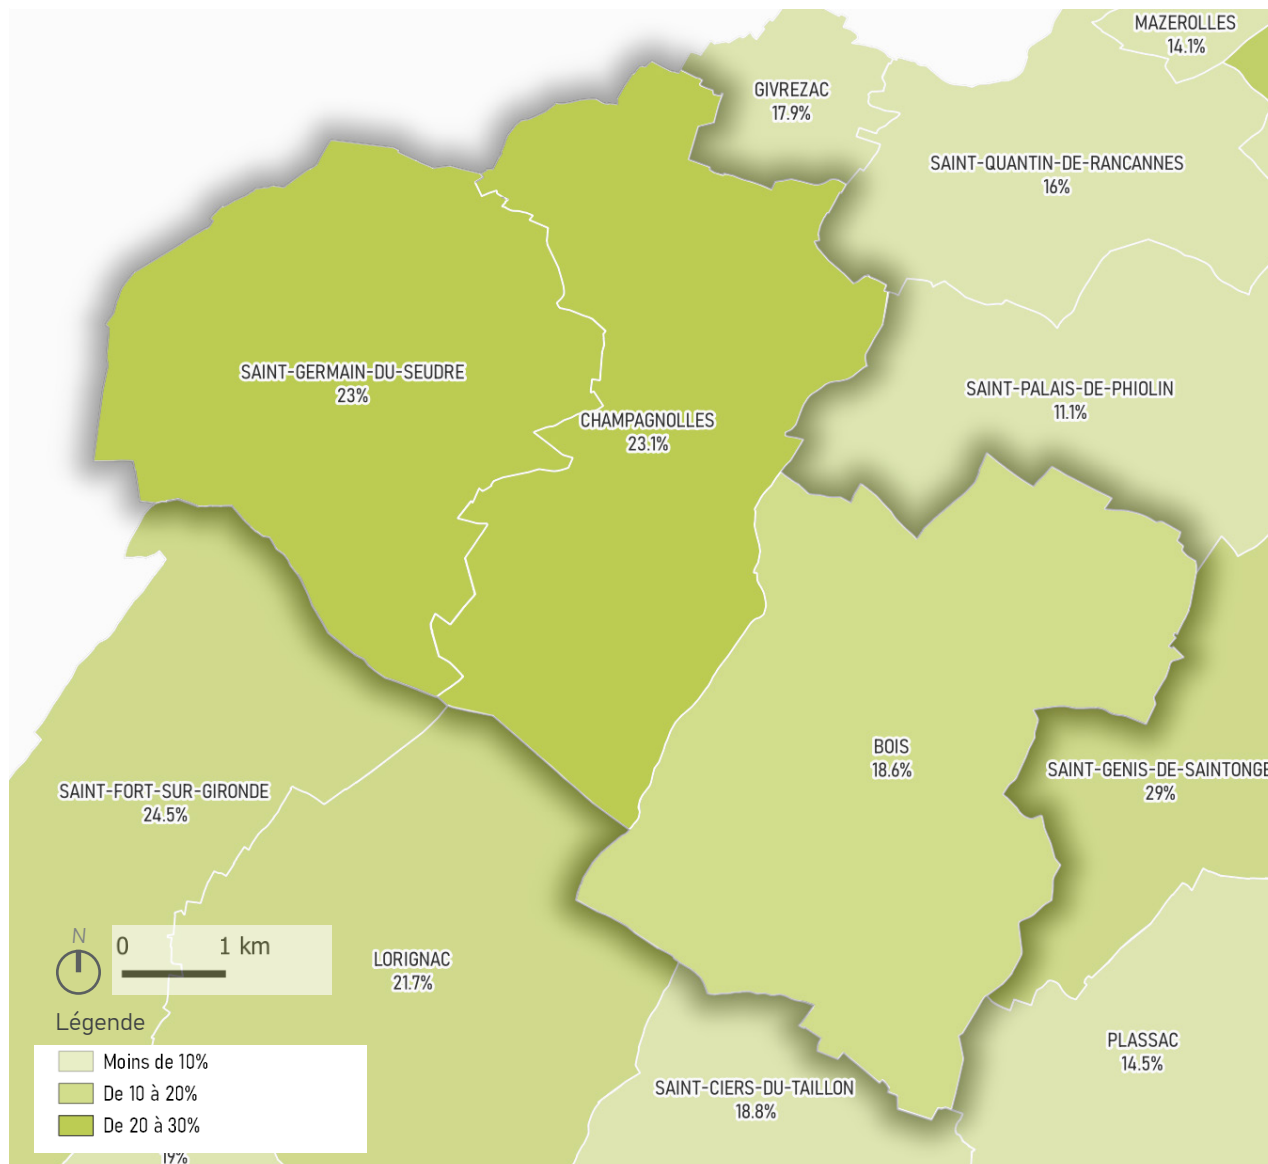 MAZEROLLES
14.1%
GIVREZAC
17.9%
SAINT-QUANTIN-DE-RANCANNES
16%
SAINT-GERMAIN-DU-SEUDRE
23%
SAINT-PALAIS-DE-PHIOLIN
11.1%
CHAMPAGNOLLES
23.1%
BOIS
18.6%
SAINT-GENIS-DE-SAINTONGE
29%
SAINT-FORT-SUR-GIRONDE
24.5%
LORIGNAC
21.7%
PLASSAC
14.5%
SAINT-CIERS-DU-TAILLON
18.8%
N
0 1 km
Légende
Moins de 10%
De 10 à 20%
De 20 à 30%
19%